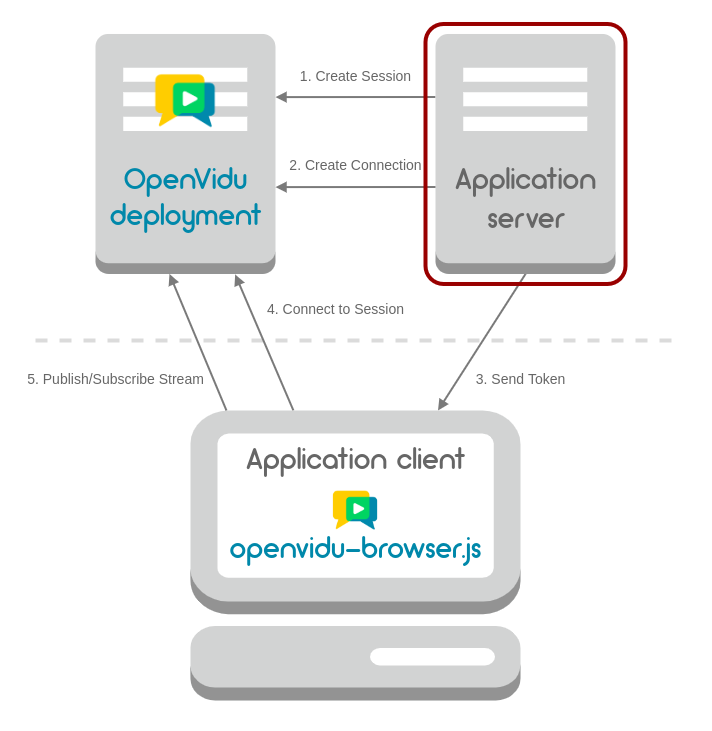 1. Create Session
2. Create Connection
OpenVidu
deployment
Application
server
4. Connect to Session
5. Publish/Subscribe Stream
3. Send Token
Application client
openvidu-browser.js